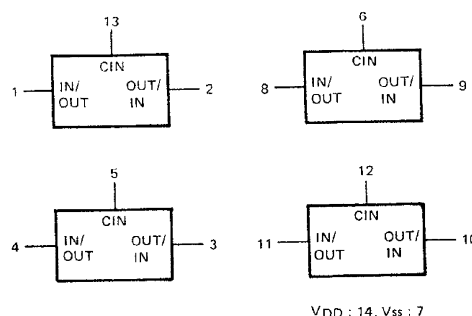 13
CIN
1 IN/ OUT/ 2
OUT IN
6
CIN
8 IN/ OUT/ 9
OUT IN
5
CIN
4 IN/ OUT/ 3
OUT IN
12
CIN
11 IN/ OUT/ 10
OUT IN
VDD : 14, Vss : 7